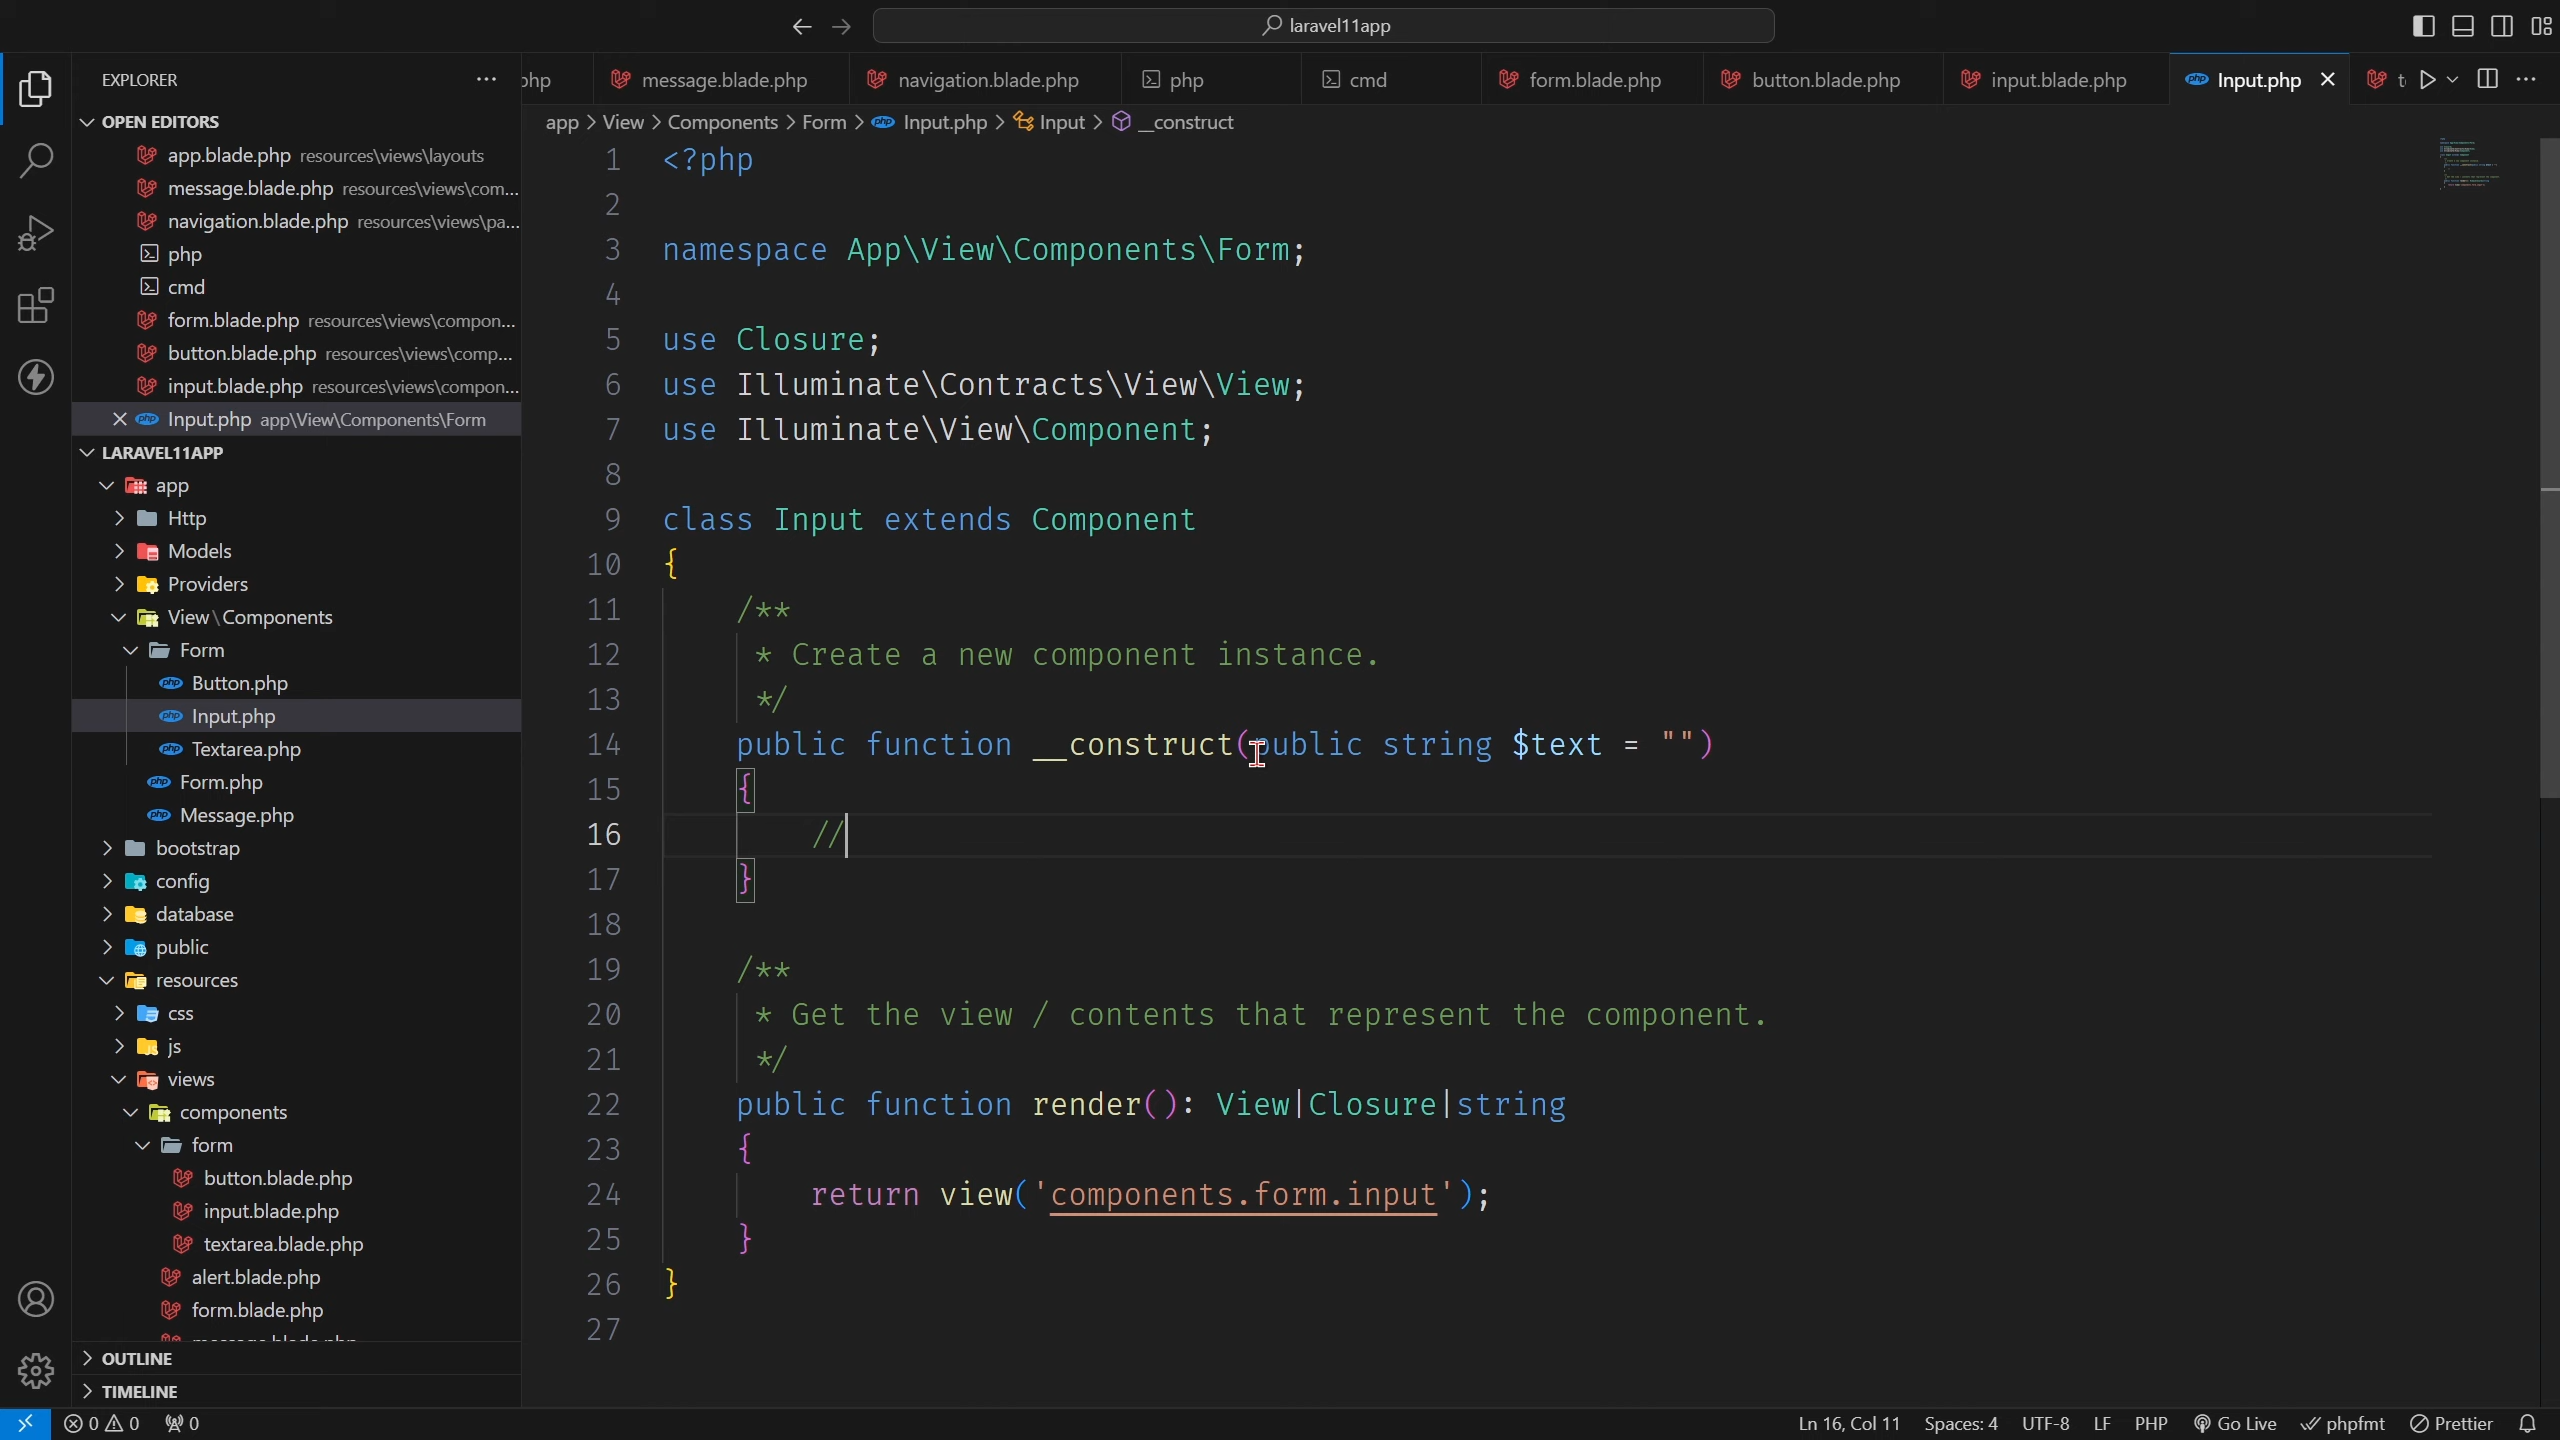 laravel11app
EXPLORER
OPEN EDITORS
app.blade.php resources\views\layouts
message.blade.php resources\views\com...
navigation.blade.php resources\views\pa...
php
cmd
form.blade.php resources\views\compon...
button.blade.php resources\views\comp...
input.blade.php resources\views\compon...
Input.php app\View\Components\Form
LARAVEL11APP
app
Http
Models
Providers
View\Components
Form
Button.php
Input.php
Textarea.php
Form.php
Message.php
bootstrap
config
database
public
resources
css
js
views
components
form
button.blade.php
input.blade.php
textarea.blade.php
alert.blade.php
form.blade.php
OUTLINE
TIMELINE
php message.blade.php navigation.blade.php php cmd form.blade.php button.blade.php input.blade.php Input.php
app > View > Components > Form > Input.php > Input > __construct
1 <?php
2
3 namespace App\View\Components\Form;
4
5 use Closure;
6 use Illuminate\Contracts\View\View;
7 use Illuminate\View\Component;
8
9 class Input extends Component
10 {
11 /**
12 * Create a new component instance.
13 */
14 public function __construct(public string $text = "")
15 {
16 //
17 }
18
19 /**
20 * Get the view / contents that represent the component.
21 */
22 public function render(): View|Closure|string
23 {
24 return view('components.form.input');
25 }
26 }
27
0 0 0 Ln 16, Col 11 Spaces: 4 UTF-8 LF PHP Go Live phpfmt Prettier